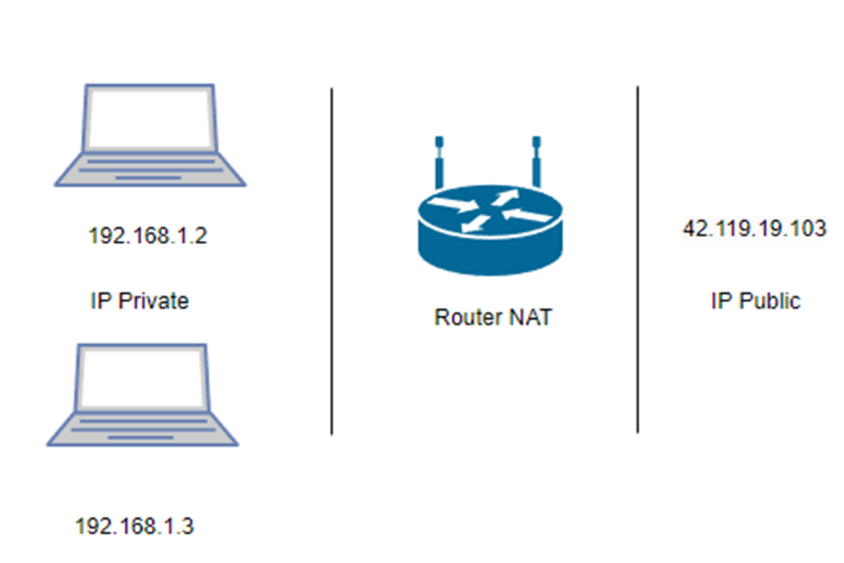 192.168.1.2
IP Private
192.168.1.3
Router NAT
42.119.19.103
IP Public